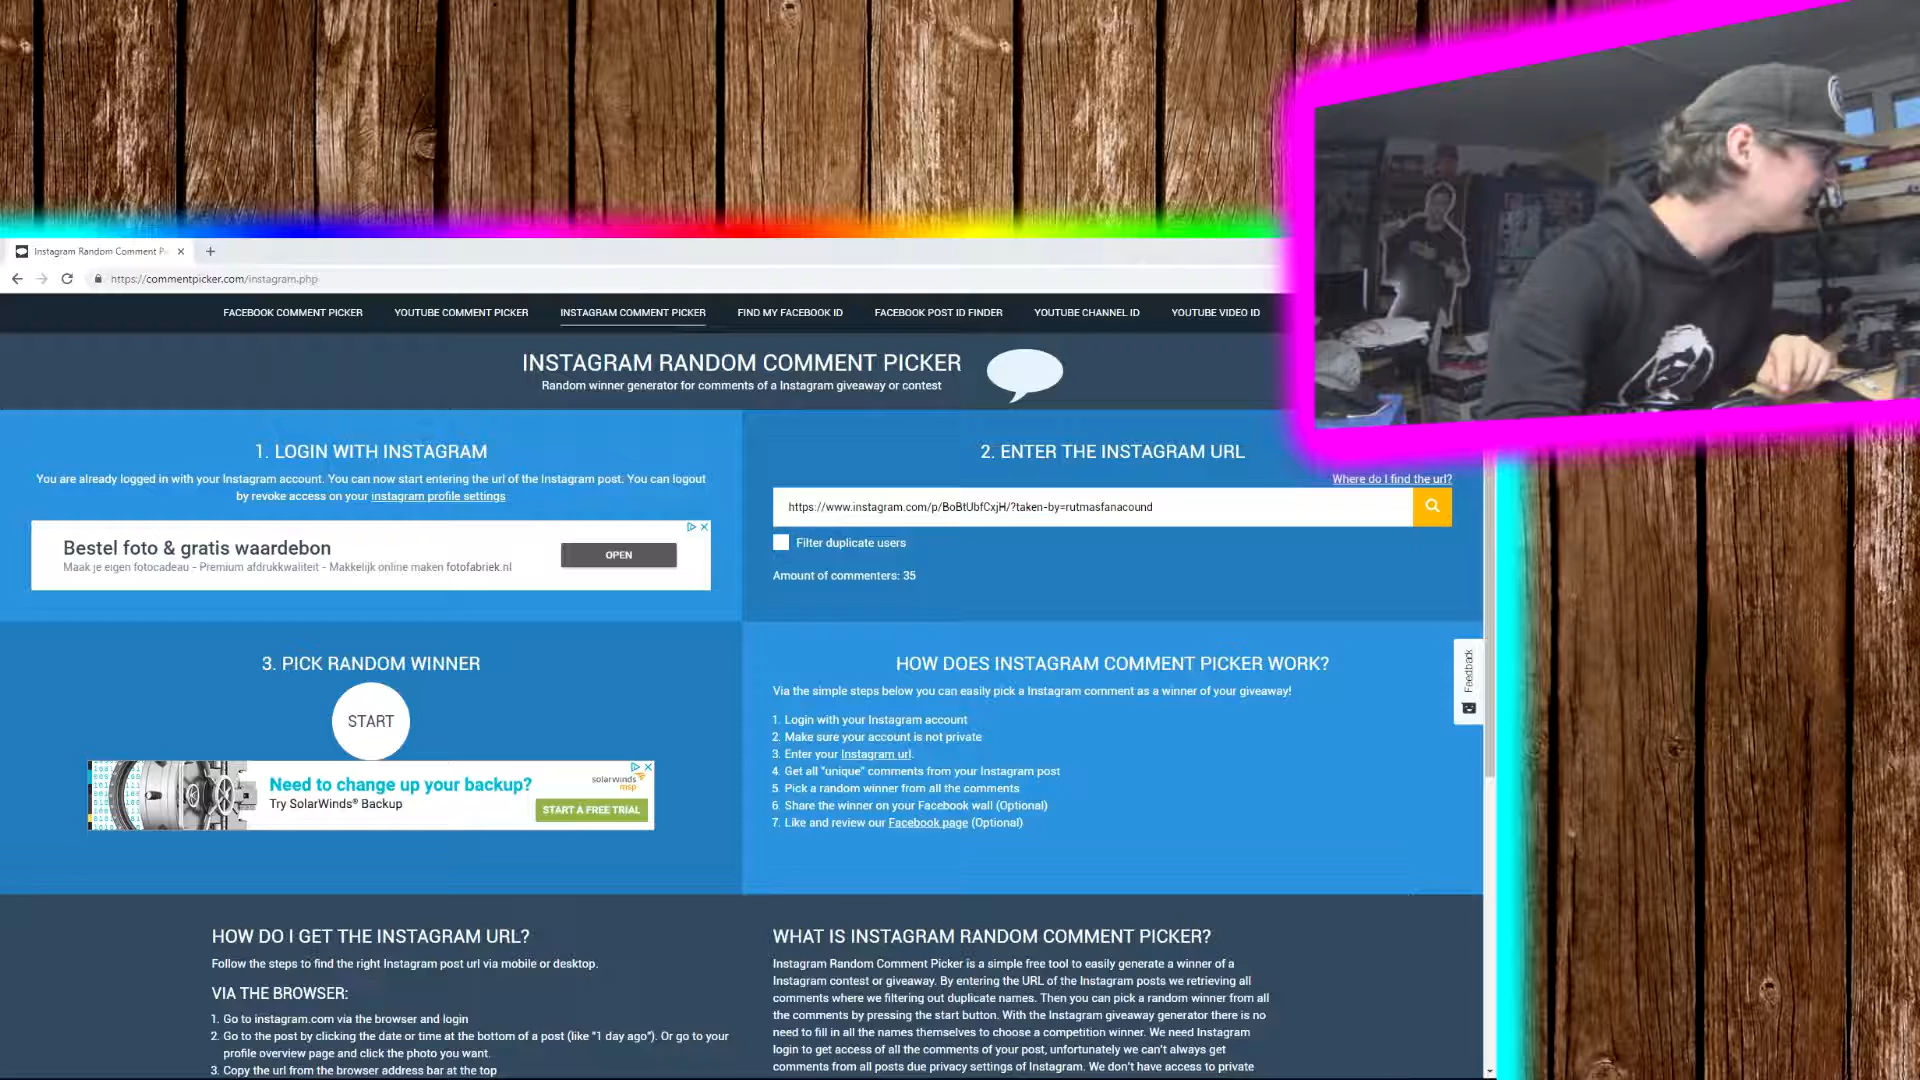 Instagram Random Comment P
https://commentpicker.com/instagram.php
FACEBOOK COMMENT PICKER
YOUTUBE COMMENT PICKER
INSTAGRAM COMMENT PICKER
FIND MY FACEBOOK ID
FACEBOOK POST ID FINDER
YOUTUBE CHANNEL ID
YOUTUBE VIDEO ID
INSTAGRAM RANDOM COMMENT PICKER
Random winner generator for comments of a Instagram giveaway or contest
1. LOGIN WITH INSTAGRAM
You are already logged in with your Instagram account. You can now start entering the url of the Instagram post. You can logout
by revoke access on your instagram profile settings
Bestel foto & gratis waardebon
Maak je eigen fotocadeau - Premium afdrukkwaliteit - Makkelijk online maken fotofabriek.nl
OPEN
2. ENTER THE INSTAGRAM URL
Where do I find the url?
https://www.instagram.com/p/BoBtUbfCxjH/?taken-by=rutmasfanacound
Filter duplicate users
Amount of commenters: 35
3. PICK RANDOM WINNER
START
Need to change up your backup?
Try SolarWinds® Backup
solarwinds
msp
START A FREE TRIAL
HOW DOES INSTAGRAM COMMENT PICKER WORK?
Via the simple steps below you can easily pick a Instagram comment as a winner of your giveaway!
1. Login with your Instagram account
2. Make sure your account is not private
3. Enter your Instagram url.
4. Get all "unique" comments from your Instagram post
5. Pick a random winner from all the comments
6. Share the winner on your Facebook wall (Optional)
7. Like and review our Facebook page (Optional)
Feedback
HOW DO I GET THE INSTAGRAM URL?
Follow the steps to find the right Instagram post url via mobile or desktop.
VIA THE BROWSER:
1. Go to instagram.com via the browser and login
2. Go to the post by clicking the date or time at the bottom of a post (like "1 day ago"). Or go to your
profile overview page and click the photo you want.
3. Copy the url from the browser address bar at the top
WHAT IS INSTAGRAM RANDOM COMMENT PICKER?
Instagram Random Comment Picker is a simple free tool to easily generate a winner of a
Instagram contest or giveaway. By entering the URL of the Instagram posts we retrieving all
comments where we filtering out duplicate names. Then you can pick a random winner from all
the comments by pressing the start button. With the Instagram giveaway generator there is no
need to fill in all the names themselves to choose a competition winner. We need Instagram
login to get access of all the comments of your post, unfortunately we can't always get
comments from all posts due privacy settings of Instagram. We don't have access to private